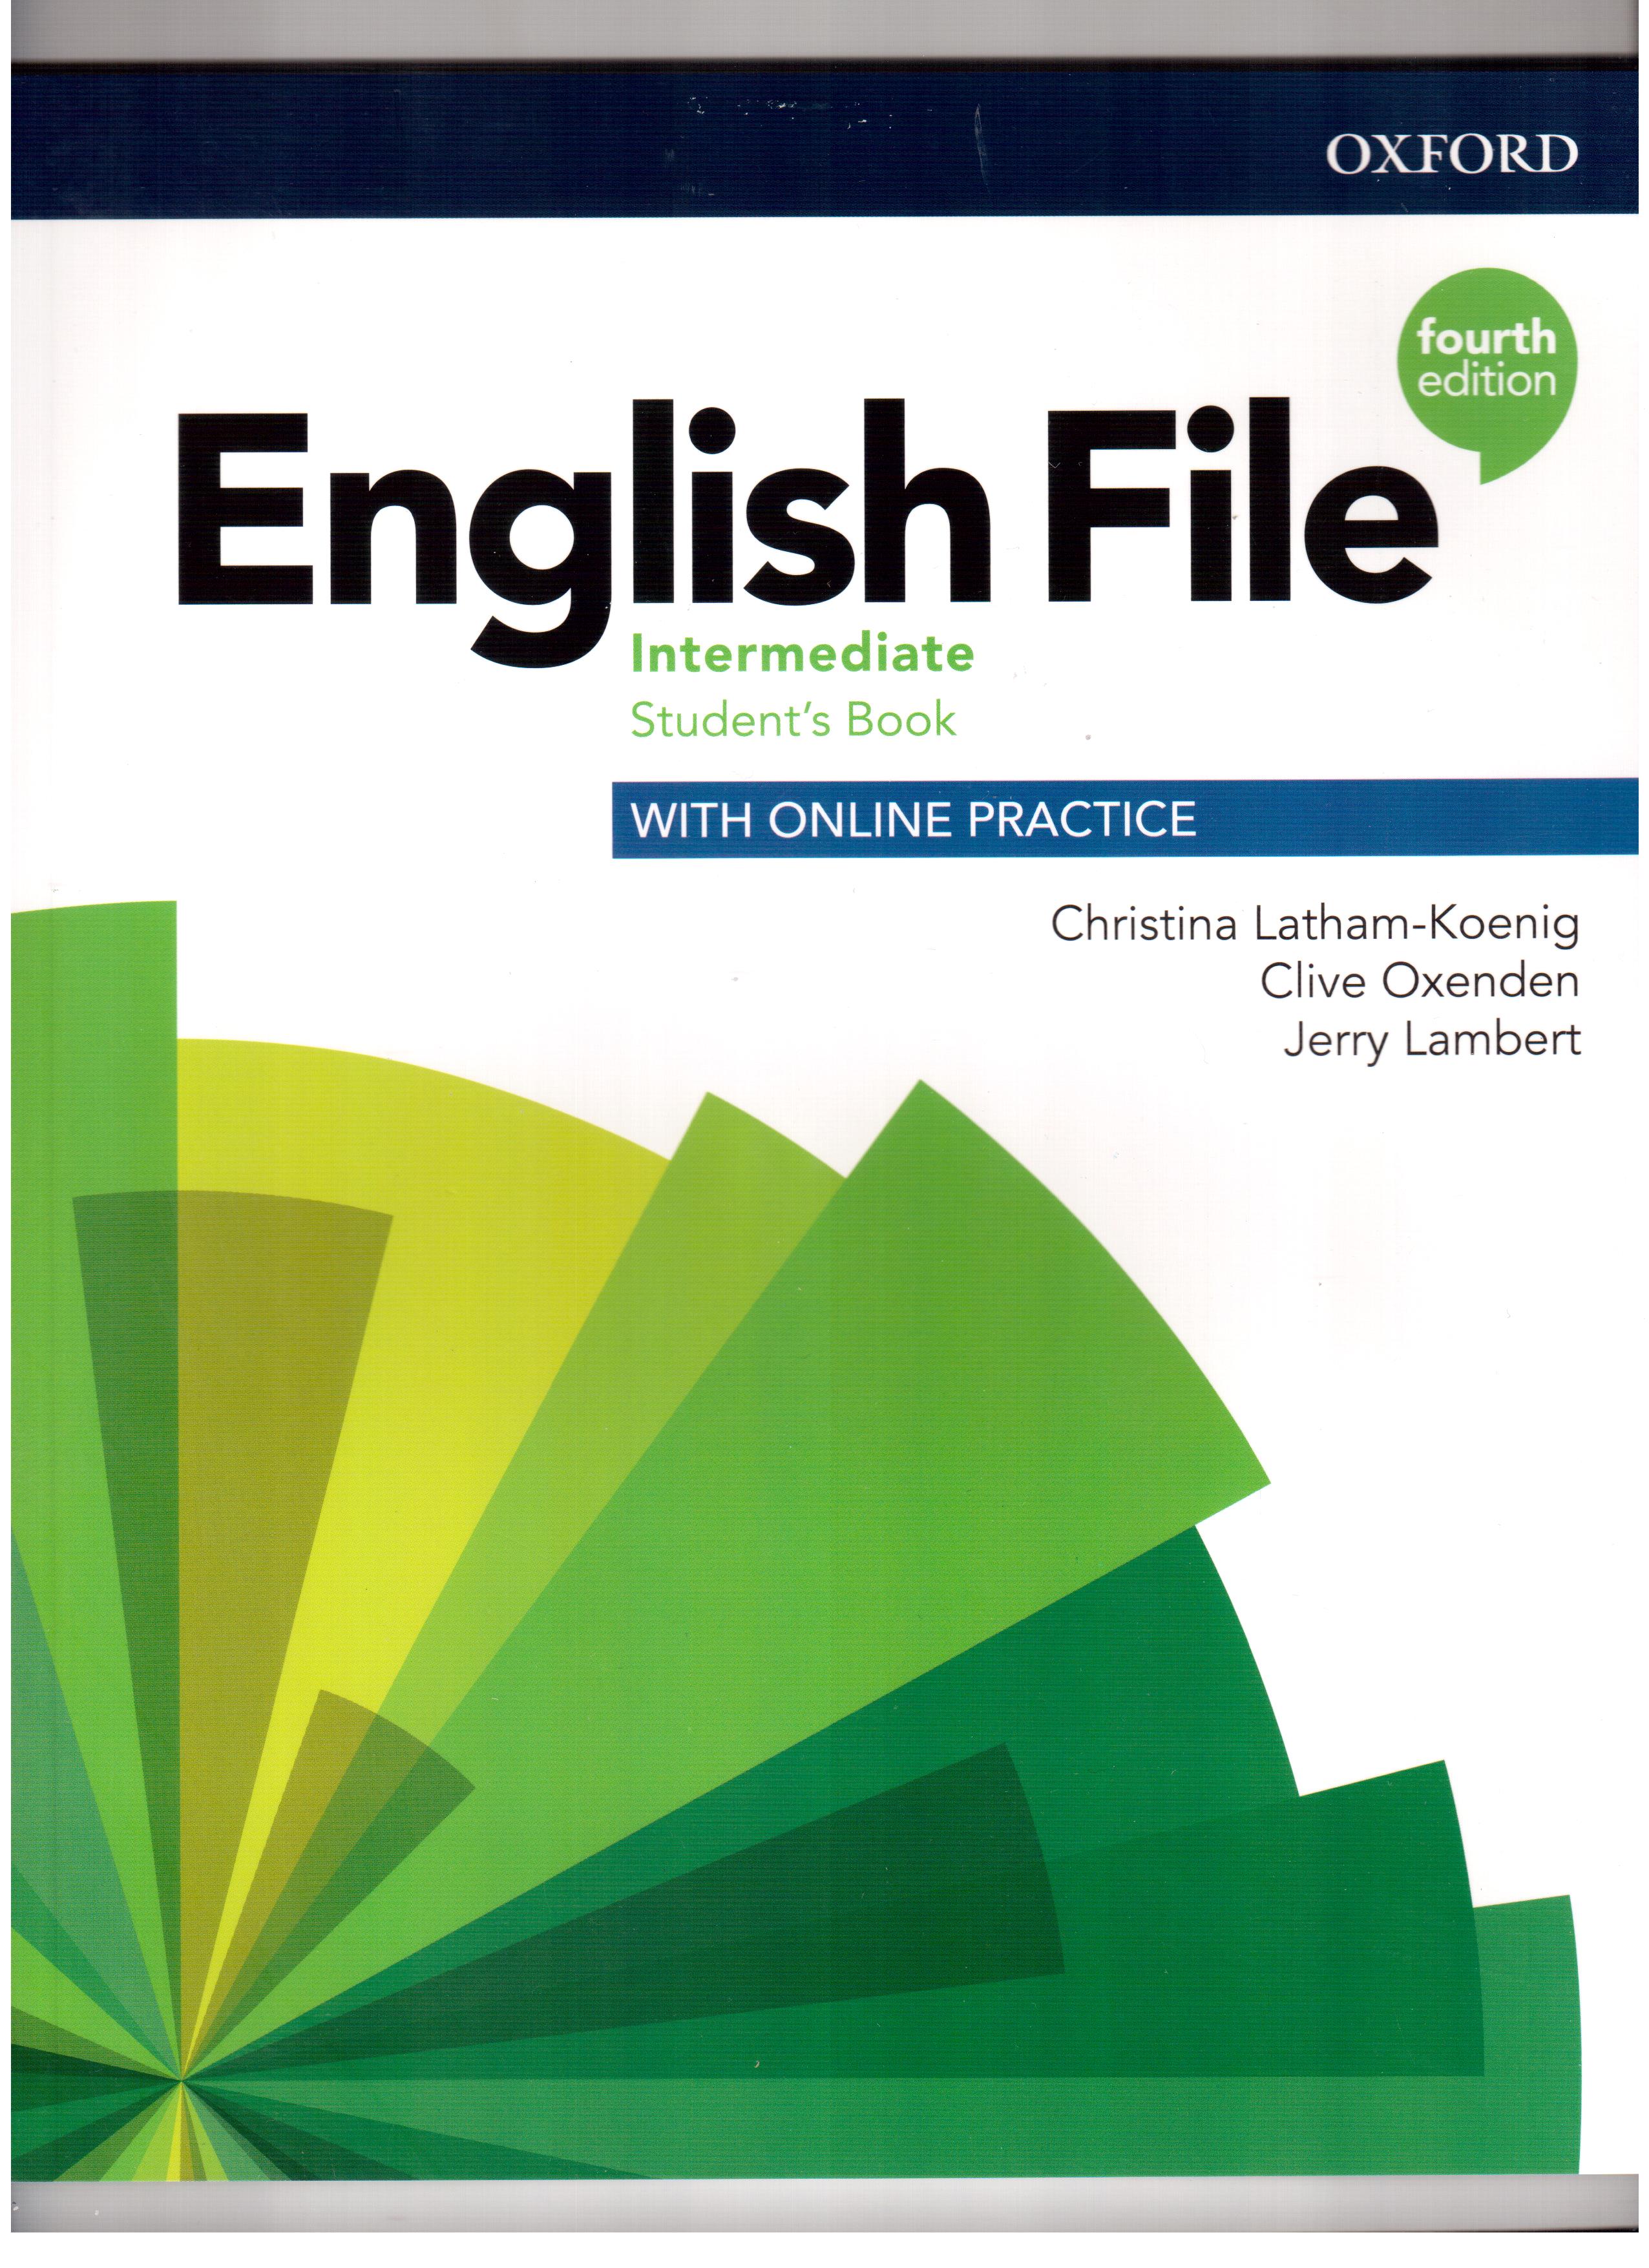 OXFORD
fourth
edition
English File
Intermediate
Student's Book
WITH ONLINE PRACTICE
Christina Latham-Koenig
Clive Oxenden
Jerry Lambert